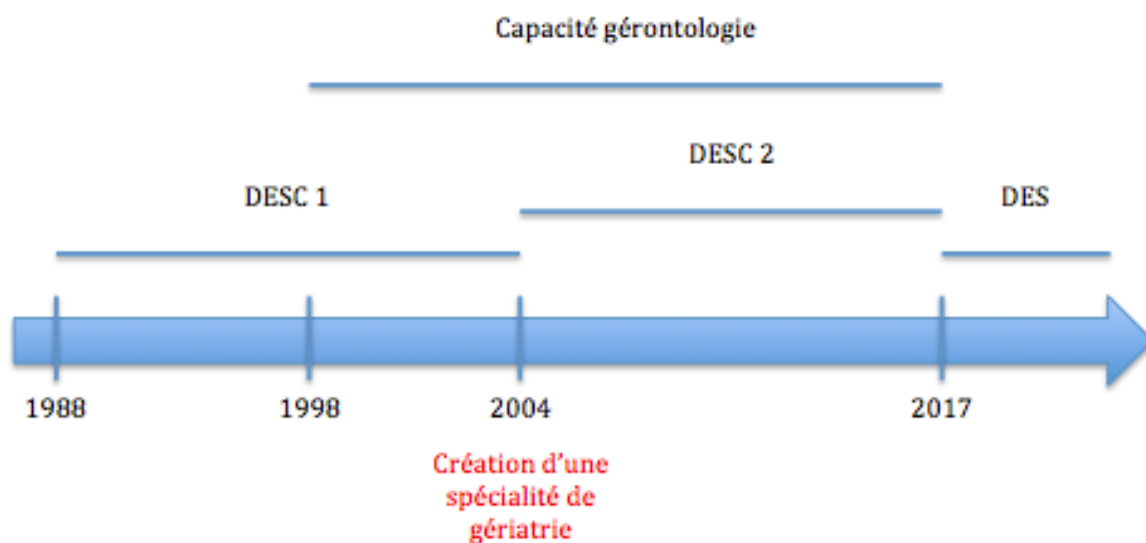 Capacité gérontologie
DESC 2
DESC 1
DES
1988
1998
2004
2017
Création d'une
spécialité de
gériatrie